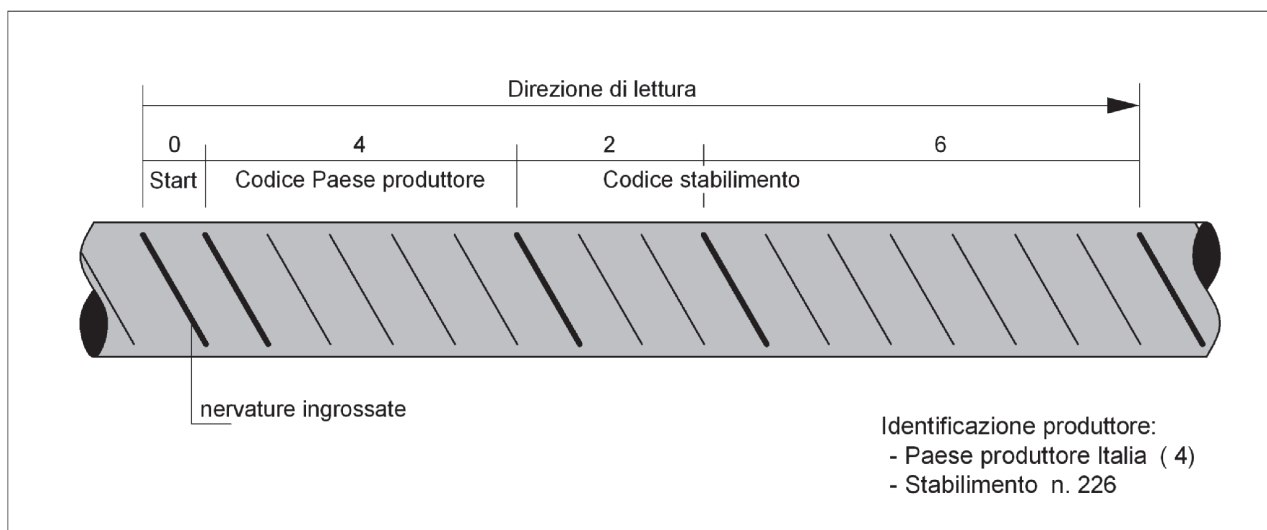 Direzione di lettura
0 4 2 6
Start Codice Paese produttore Codice stabilimento
nervature ingrossate
Identificazione produttore:
- Paese produttore Italia ( 4)
- Stabilimento n. 226